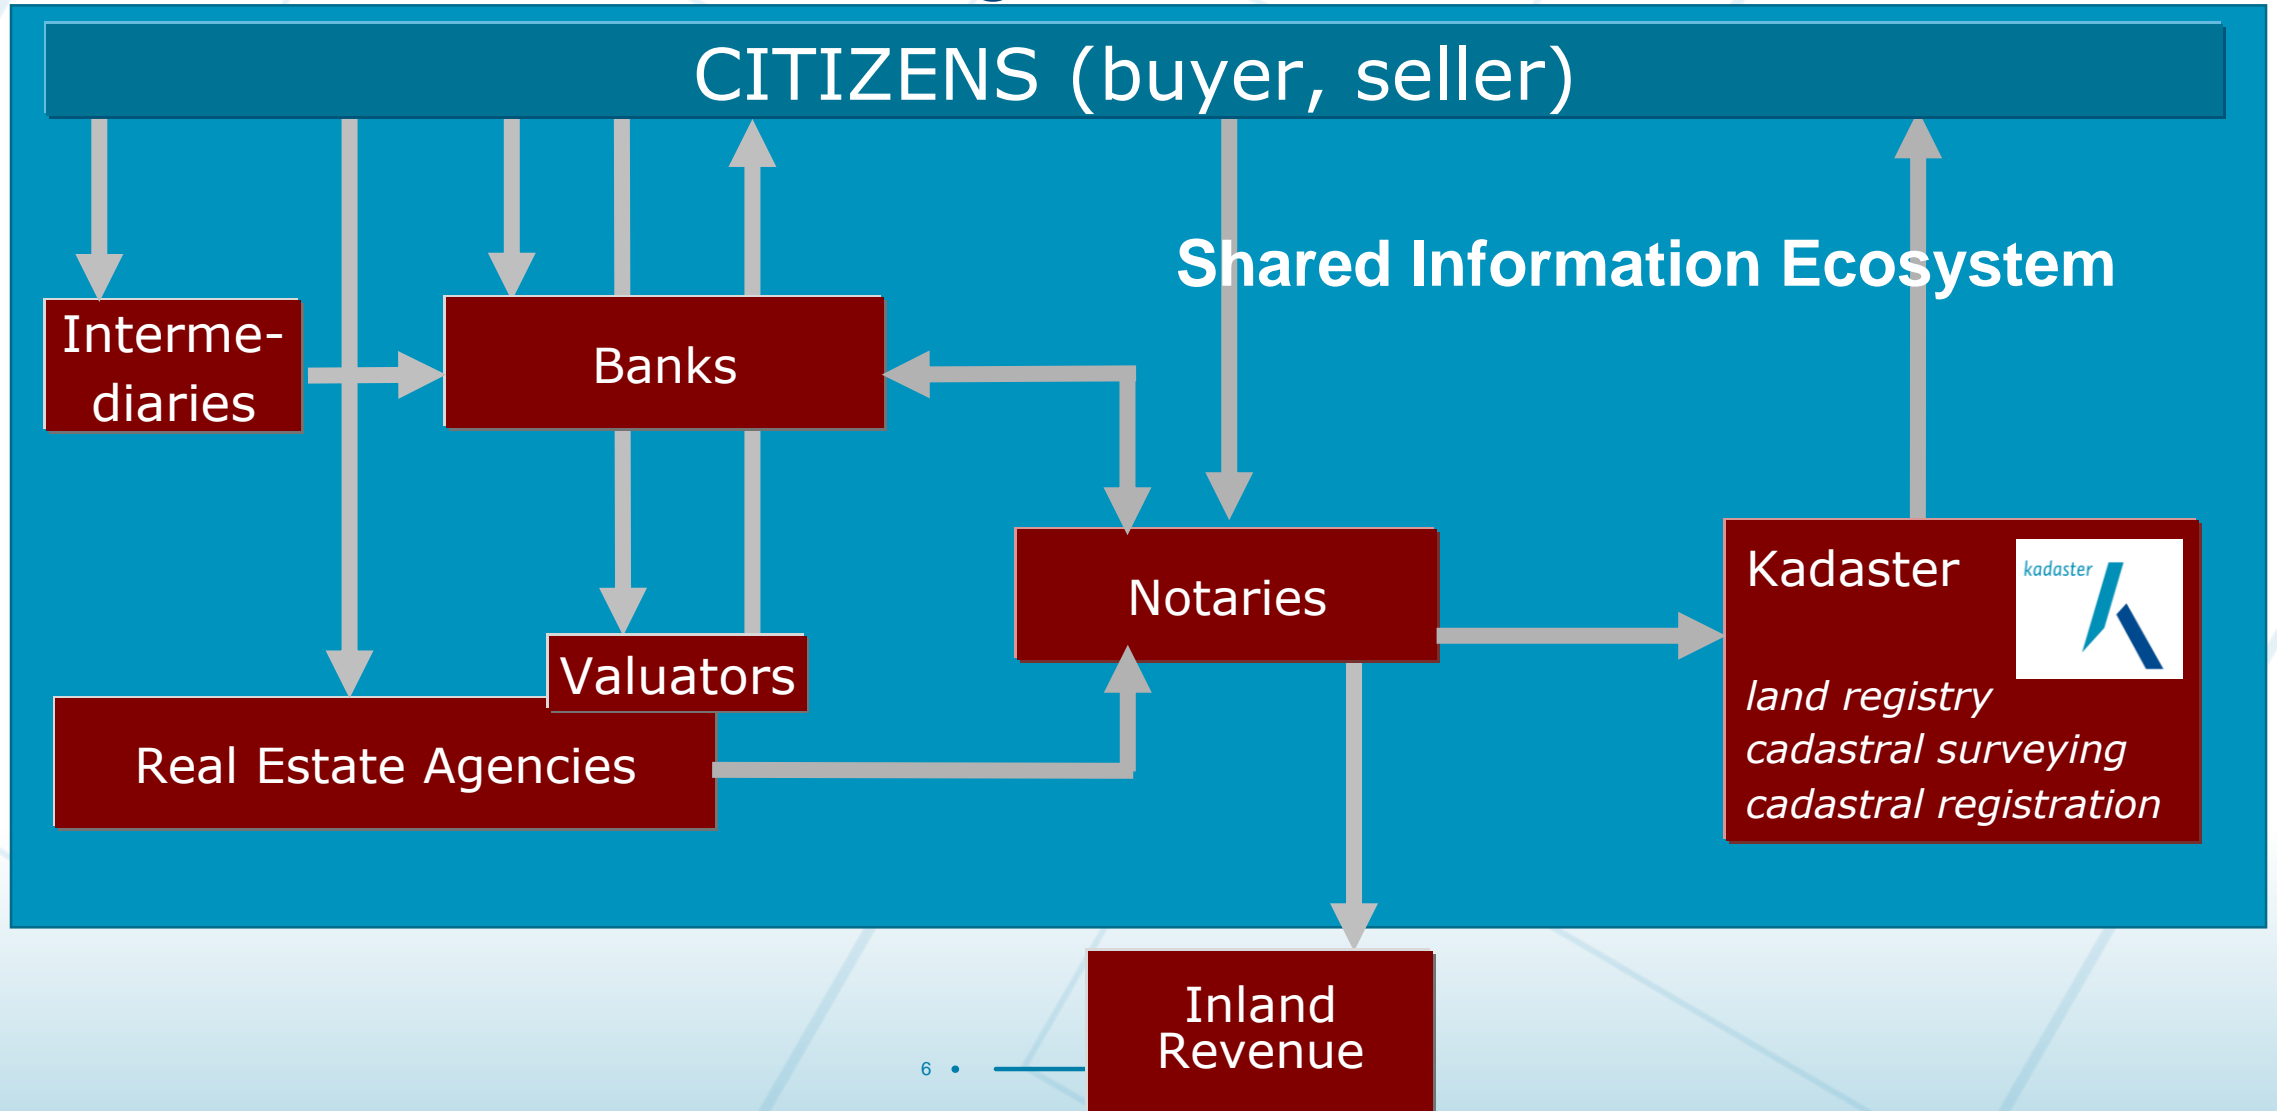 CITIZENS (buyer, seller)
Shared Information Ecosystem
Interme-
diaries
Banks
Notaries
Kadaster
kadaster
land registry
cadastral surveying
cadastral registration
Valuators
Real Estate Agencies
Inland
Revenue
6 •